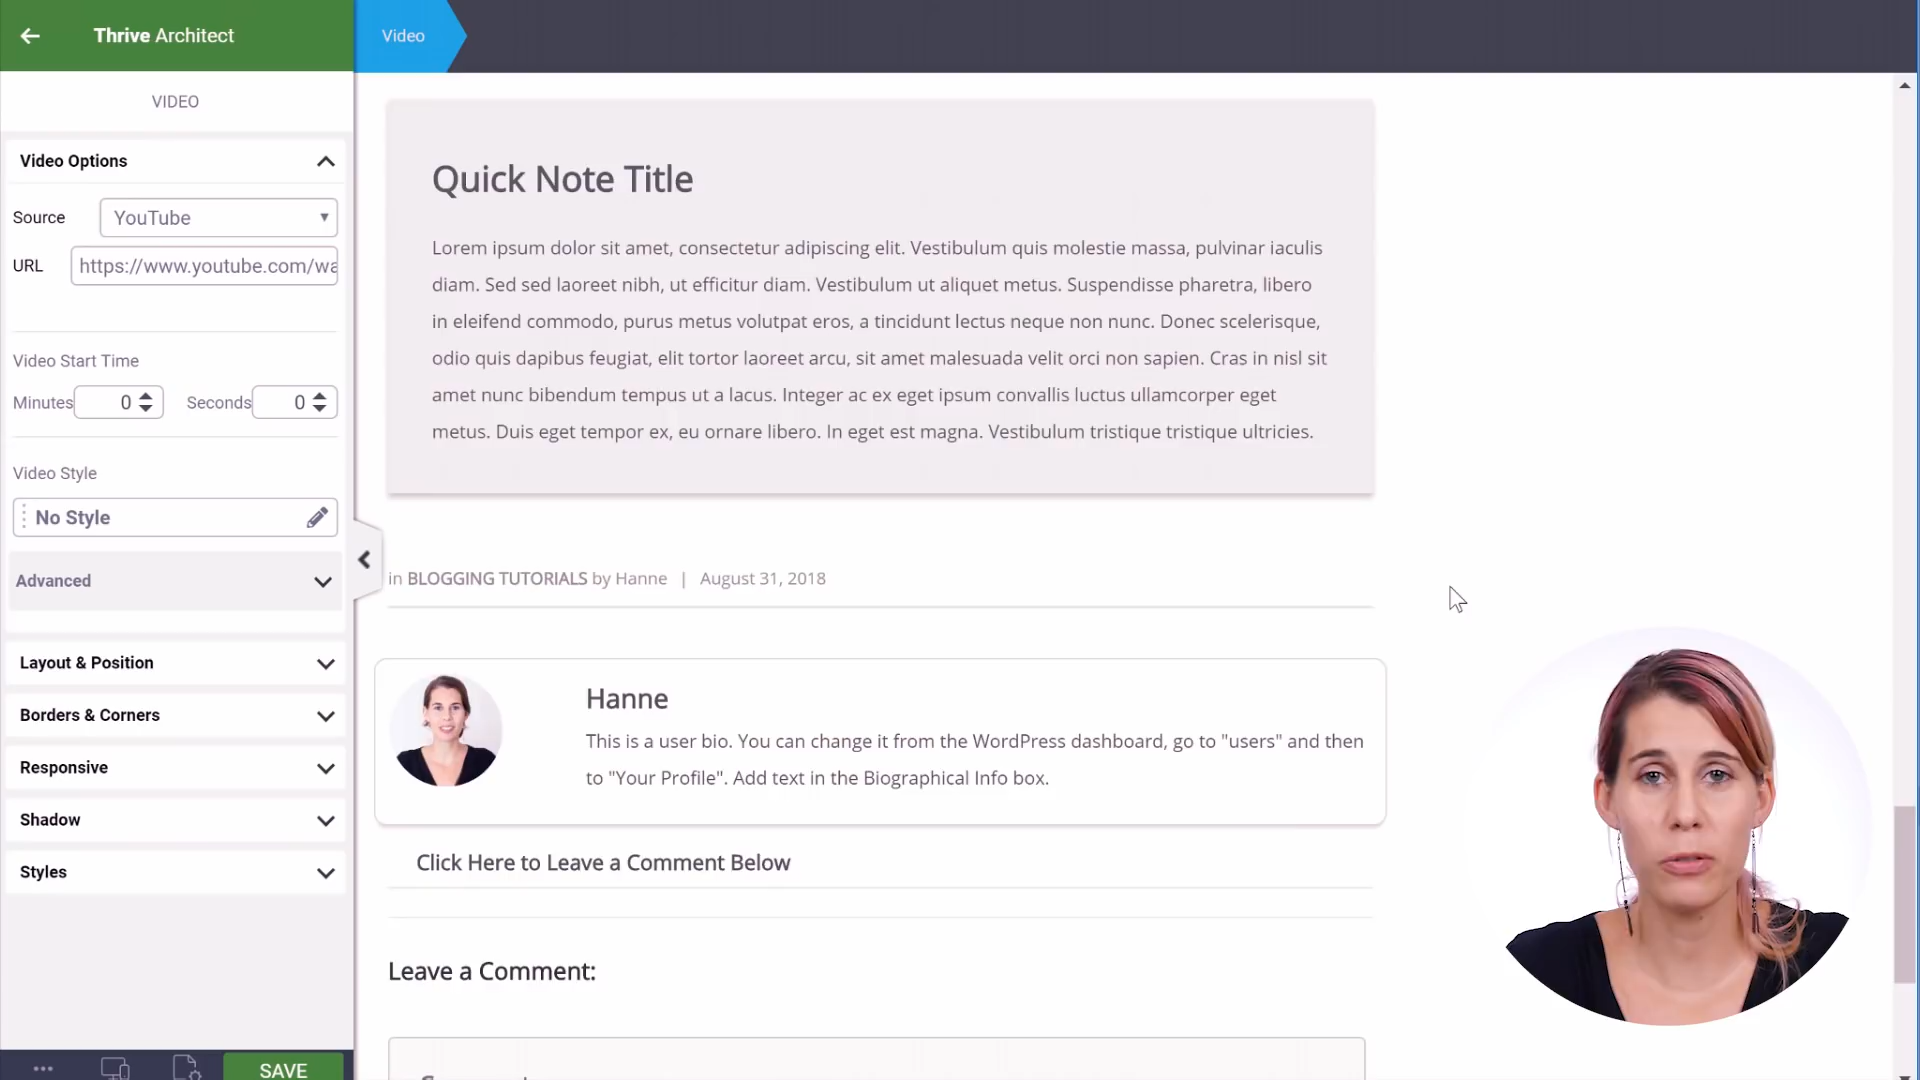 Thrive Architect
Video
VIDEO
Video Options
Source
YouTube
URL
https://www.youtube.com/wa
Video Start Time
Minutes
0
Seconds
0
Video Style
No Style
Advanced
Layout & Position
Borders & Corners
Responsive
Shadow
Styles
SAVE
Quick Note Title
Lorem ipsum dolor sit amet, consectetur adipiscing elit. Vestibulum quis molestie massa, pulvinar iaculis
diam. Sed sed laoreet nibh, ut efficitur diam. Vestibulum ut aliquet metus. Suspendisse pharetra, libero
in eleifend commodo, purus metus volutpat eros, a tincidunt lectus neque non nunc. Donec scelerisque,
odio quis dapibus feugiat, elit tortor laoreet arcu, sit amet malesuada velit orci non sapien. Cras in nisl sit
amet nunc bibendum tempus ut a lacus. Integer ac ex eget ipsum convallis luctus ullamcorper eget
metus. Duis eget tempor ex, eu ornare libero. In eget est magna. Vestibulum tristique tristique ultricies.
in BLOGGING TUTORIALS by Hanne | August 31, 2018
Hanne
This is a user bio. You can change it from the WordPress dashboard, go to "users" and then
to "Your Profile". Add text in the Biographical Info box.
Click Here to Leave a Comment Below
Leave a Comment: